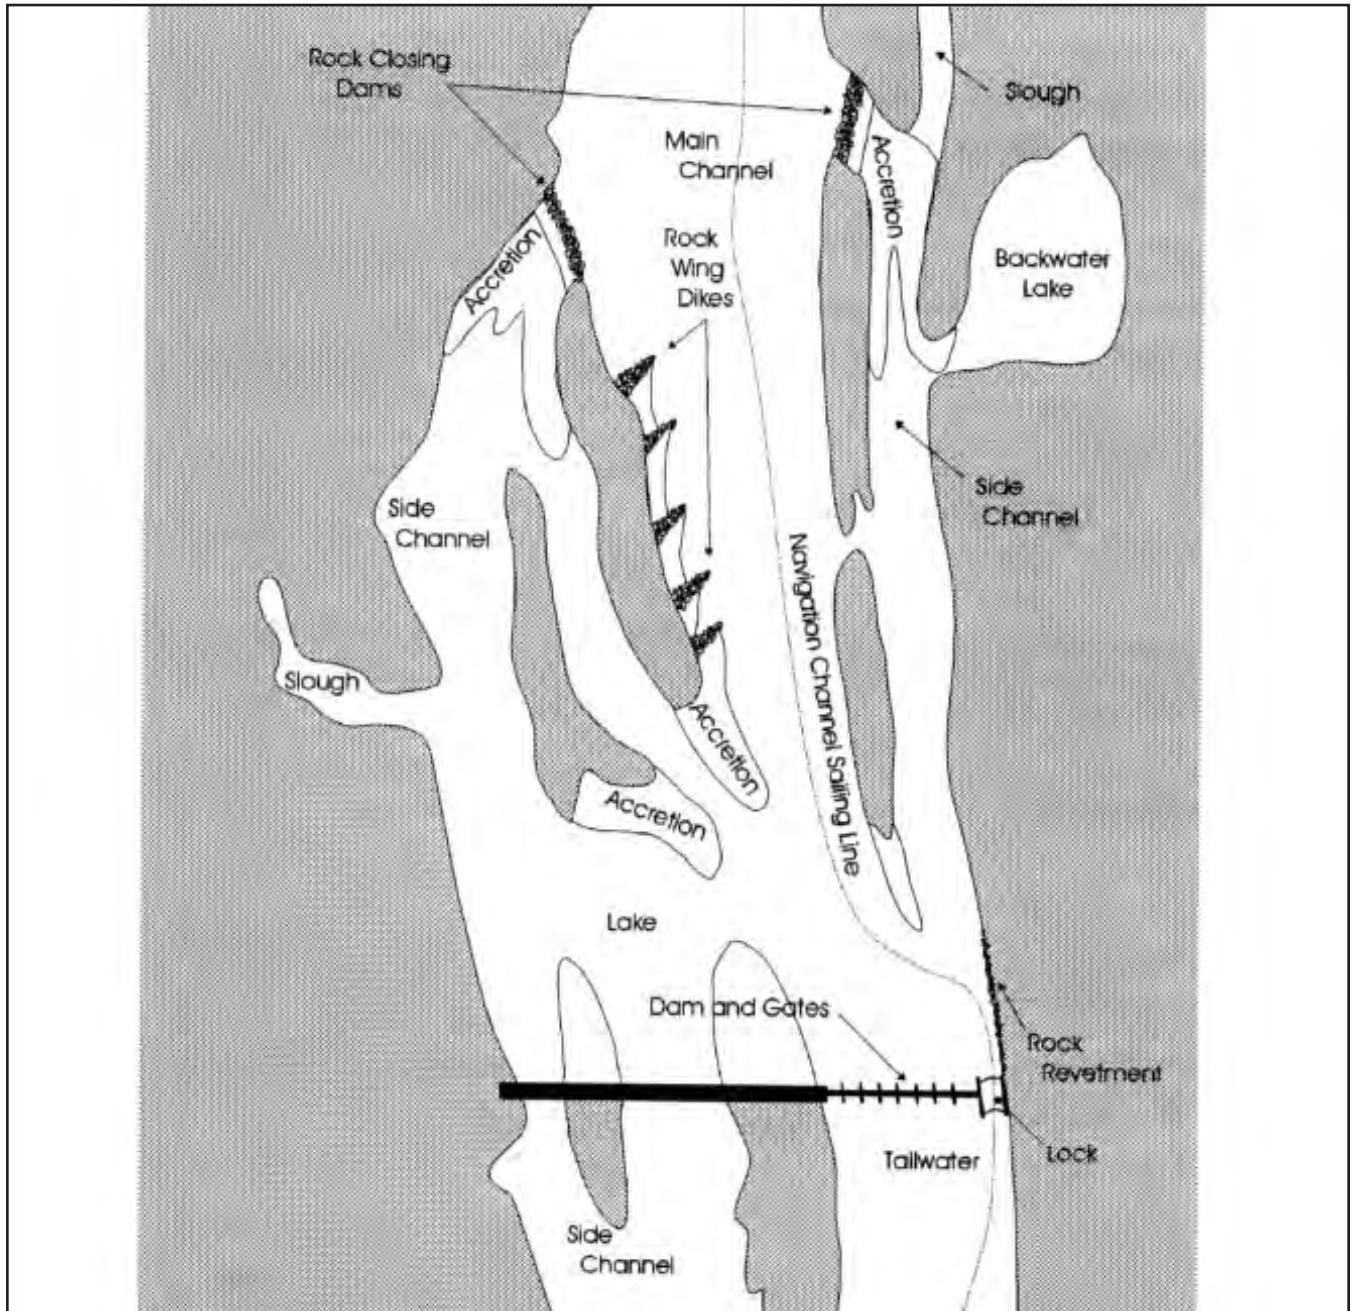 Rock Closing
Dams
Slough
Main
Channel
Accretion
Rock
Wing
Dikes
Accretion
Backwater
Lake
Side
Channel
Side
Channel
Navigation Channel Sailing Line
Slough
Accretion
Accretion
Lake
Dam and Gates
Rock
Revetment
Lock
Tailwater
Side
Channel